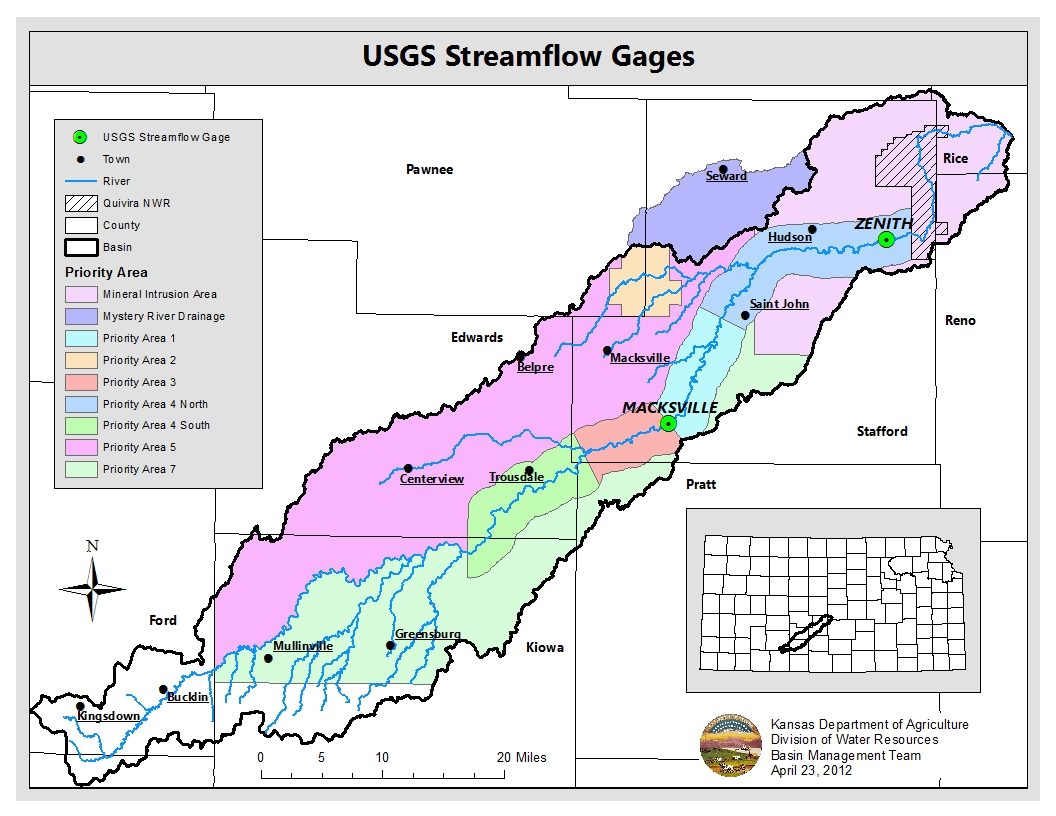 USGS Streamflow Gages
USGS Streamflow Gage
Town
River
Quivira NWR
County
Basin
Priority Area
Mineral Intrusion Area
Mystery River Drainage
Priority Area 1
Priority Area 2
Priority Area 3
Priority Area 4 North
Priority Area 4 South
Priority Area 5
Priority Area 7
Pawnee
Seward
Rice
ZENITH
Hudson
Saint John
Reno
Edwards
Belpre
Macksville
MACKSVILLE
Stafford
Centerview
Trousdale
Pratt
N
Ford
Greensburg
Mullinville
Kiowa
Bucklin
Kingsdown
0 5 10 20 Miles
Kansas Department of Agriculture
Division of Water Resources
Basin Management Team
April 23, 2012